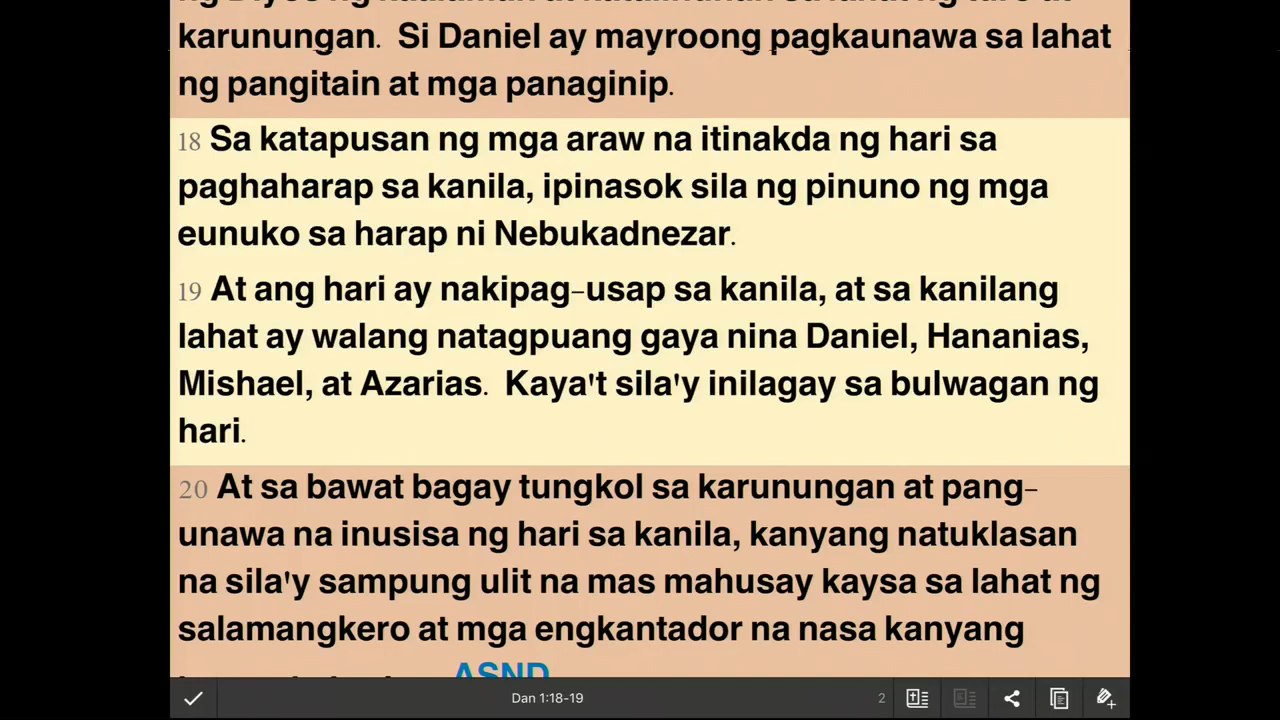 karunungan. Si Daniel ay mayroong pagkaunawa sa lahat
ng pangitain at mga panaginip.
18 Sa katapusan ng mga araw na itinakda ng hari sa
paghaharap sa kanila, ipinasok sila ng pinuno ng mga
eunuko sa harap ni Nebukadnezar.
19 At ang hari ay nakipag-usap sa kanila, at sa kanilang
lahat ay walang natagpuang gaya nina Daniel, Hananias,
Mishael, at Azarias. Kaya't sila'y inilagay sa bulwagan ng
hari.
20 At sa bawat bagay tungkol sa karunungan at pang-
unawa na inusisa ng hari sa kanila, kanyang natuklasan
na sila'y sampung ulit na mas mahusay kaysa sa lahat ng
salamangkero at mga engkantador na nasa kanyang
ASND
Dan 1:18-19
2